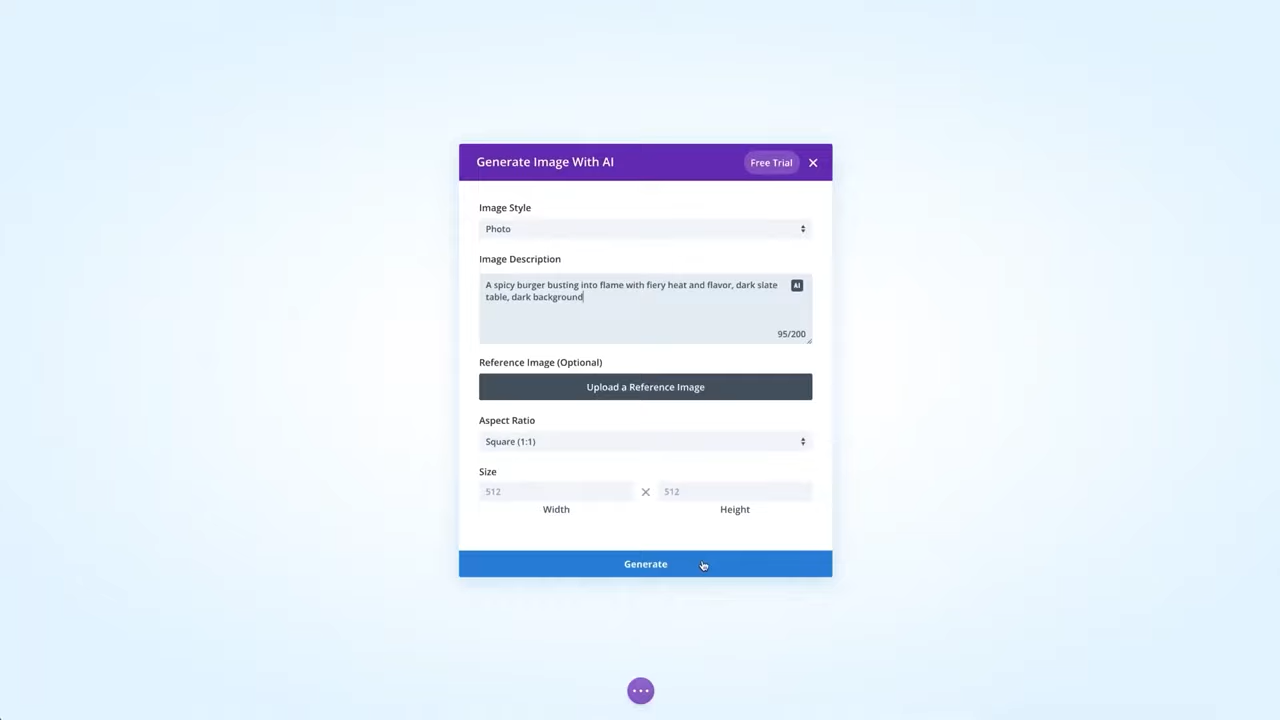 Generate Image With AI
Free Trial
Image Style
Photo
Image Description
A spicy burger busting into flame with fiery heat and flavor, dark slate
table, dark background
AI
95/200
Reference Image (Optional)
Upload a Reference Image
Aspect Ratio
Square (1:1)
Size
512
512
Width
Height
Generate